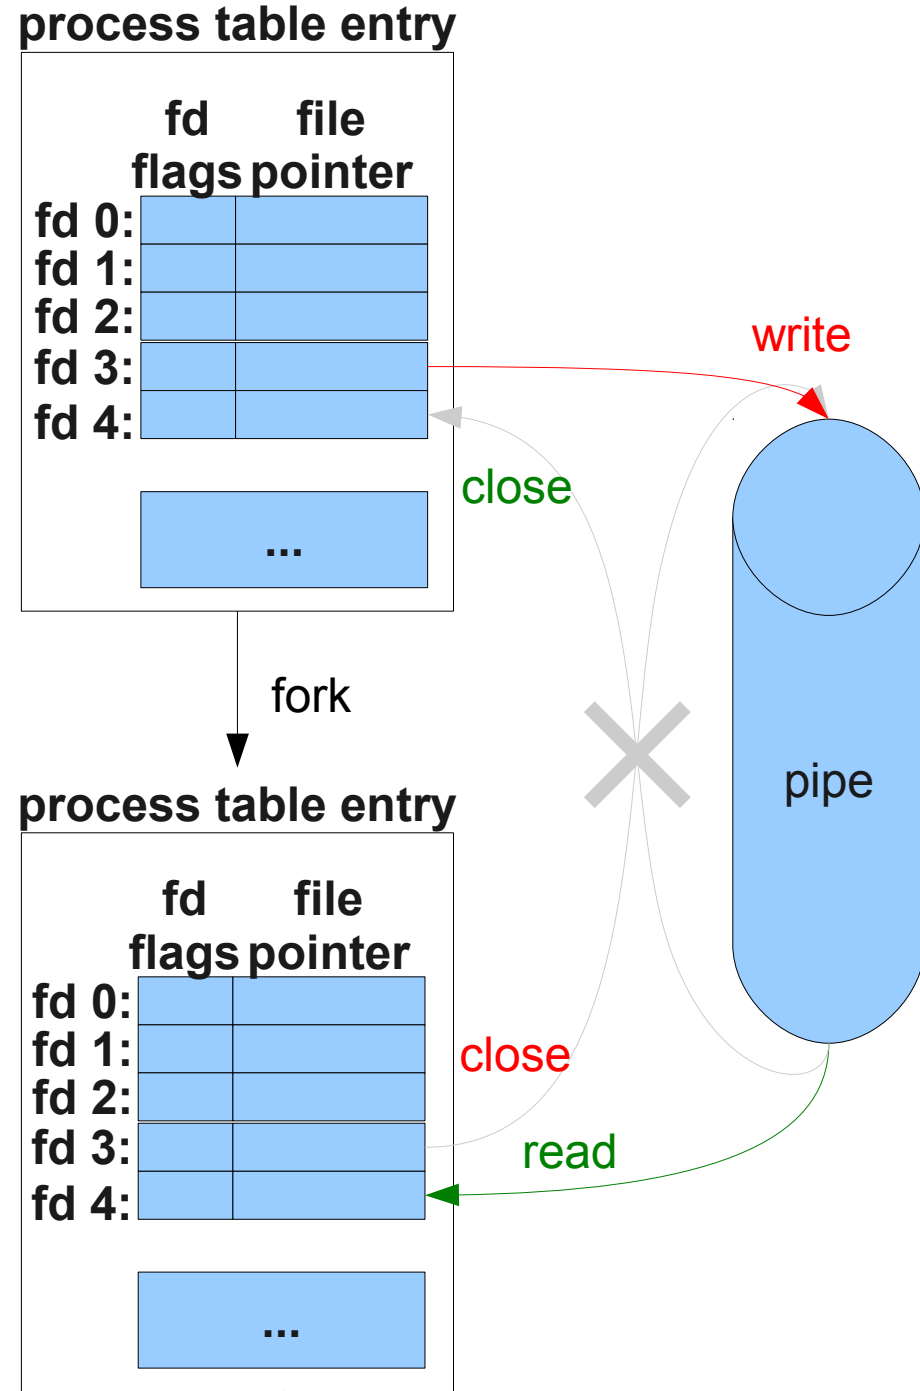 process table entry
fd file
flags pointer
fd 0:
fd 1:
fd 2:
fd 3:
write
fd 4:
close
...
fork
pipe
process table entry
fd file
flags pointer
fd 0:
fd 1:
close
fd 2:
fd 3:
read
fd 4:
...